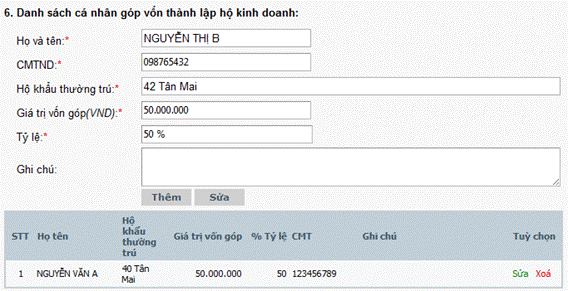 6. Danh sách cá nhân góp vốn thành lập hộ kinh doanh:
Họ và tên:* NGUYỄN THỊ B
CMTND:* 098765432
Hộ khẩu thường trú:* 42 Tân Mai
Giá trị vốn góp(VND):* 50.000.000
Tỷ lệ:* 50 %
Ghi chú:
Thêm Sửa
STT Họ tên Hộ khẩu thường trú Giá trị vốn góp % Tỷ lệ CMT Ghi chú Tuỳ chọn
1 NGUYỄN VĂN A 40 Tân Mai 50.000.000 50 123456789 Sửa Xoá